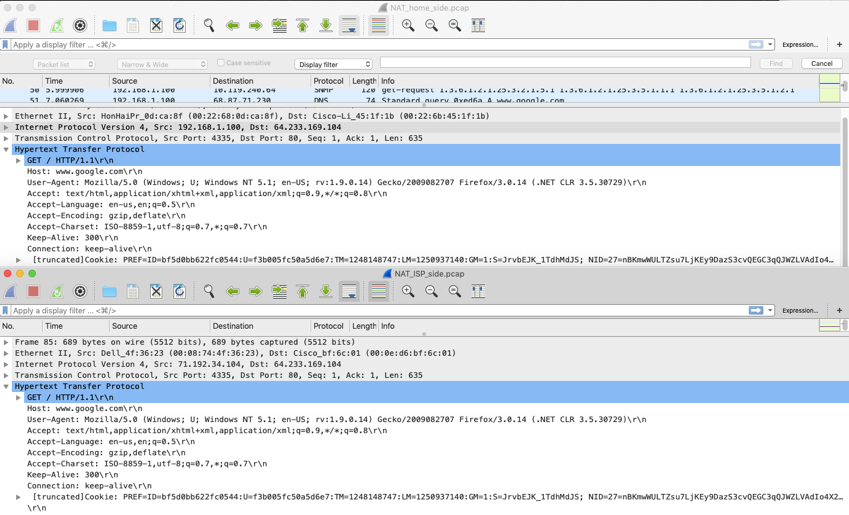 NAT_home_side.pcap
Apply a display filter ... <⌘/>
Expression...
+
Packet list
Narrow & Wide
Case sensitive
Display filter
Find
Cancel
No. Time Source Destination Protocol Length Info
50 5.999906 192.168.1.100 10.119.240.64 SNMP 120 get-request 1.3.6.1.2.1.25.3.2.1.5.1 1.3.6.1.2.1.25.3.5.1.1.1 1.3.6.1.2.1.25.3.5.1.2.1
51 7.060269 192.168.1.100 68.87.71.230 DNS 74 Standard query 0xed6a A www.google.com
Ethernet II, Src: HonHaiPr_0d:ca:8f (00:22:68:0d:ca:8f), Dst: Cisco-Li_45:1f:1b (00:22:6b:45:1f:1b)
Internet Protocol Version 4, Src: 192.168.1.100, Dst: 64.233.169.104
Transmission Control Protocol, Src Port: 4335, Dst Port: 80, Seq: 1, Ack: 1, Len: 635
Hypertext Transfer Protocol
GET / HTTP/1.1\r\n
Host: www.google.com\r\n
User-Agent: Mozilla/5.0 (Windows; U; Windows NT 5.1; en-US; rv:1.9.0.14) Gecko/2009082707 Firefox/3.0.14 (.NET CLR 3.5.30729)\r\n
Accept: text/html,application/xhtml+xml,application/xml;q=0.9,*/*;q=0.8\r\n
Accept-Language: en-us,en;q=0.5\r\n
Accept-Encoding: gzip,deflate\r\n
Accept-Charset: ISO-8859-1,utf-8;q=0.7,*;q=0.7\r\n
Keep-Alive: 300\r\n
Connection: keep-alive\r\n
[truncated]Cookie: PREF=ID=bf5d0bb622fc0544:U=f3b005fc50a5d6e7:TM=1248148747:LM=1250937140:GM=1:S=JrvbEJK_1TdhMdJS; NID=27=nBKmwWULTZsu7LjKEy9DazS3cvQEGC3qQJWZLVAdIo4...
NAT_ISP_side.pcap
Apply a display filter ... <⌘/>
Expression...
+
No. Time Source Destination Protocol Length Info
Frame 85: 689 bytes on wire (5512 bits), 689 bytes captured (5512 bits)
Ethernet II, Src: Dell_4f:36:23 (00:08:74:4f:36:23), Dst: Cisco_bf:6c:01 (00:0e:d6:bf:6c:01)
Internet Protocol Version 4, Src: 71.192.34.104, Dst: 64.233.169.104
Transmission Control Protocol, Src Port: 4335, Dst Port: 80, Seq: 1, Ack: 1, Len: 635
Hypertext Transfer Protocol
GET / HTTP/1.1\r\n
Host: www.google.com\r\n
User-Agent: Mozilla/5.0 (Windows; U; Windows NT 5.1; en-US; rv:1.9.0.14) Gecko/2009082707 Firefox/3.0.14 (.NET CLR 3.5.30729)\r\n
Accept: text/html,application/xhtml+xml,application/xml;q=0.9,*/*;q=0.8\r\n
Accept-Language: en-us,en;q=0.5\r\n
Accept-Encoding: gzip,deflate\r\n
Accept-Charset: ISO-8859-1,utf-8;q=0.7,*;q=0.7\r\n
Keep-Alive: 300\r\n
Connection: keep-alive\r\n
[truncated]Cookie: PREF=ID=bf5d0bb622fc0544:U=f3b005fc50a5d6e7:TM=1248148747:LM=1250937140:GM=1:S=JrvbEJK_1TdhMdJS; NID=27=nBKmwWULTZsu7LjKEy9DazS3cvQEGC3qQJWZLVAdIo4X2...
\r\n